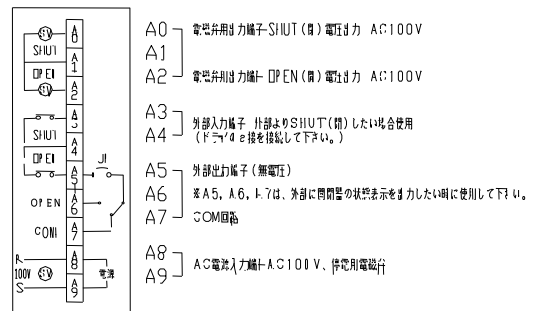 SV
A0
SHUT
A1
OPEN
A2
SV
A3
SHUT
A4
OPEN
A5
OPEN
A6
COM
A7
R
A8
100V SV 電源
S
A9
A0 電磁弁用出力端子SHUT(閉)電圧出力 AC100V
A1
A2 電磁弁用出力端子OPEN(開)電圧出力 AC100V
A3 外部入力端子 外部よりSHUT(閉)したい場合使用
A4 (接を接続して下さい。)
A5 外部出力端子(無電圧)
A6 ※A5,A6,A7は、外部に開閉器の状態表示を出力したい時に使用して下さい。
A7 COM回路
A8 AC電源入力端子AC100V、停電用電磁弁
A9